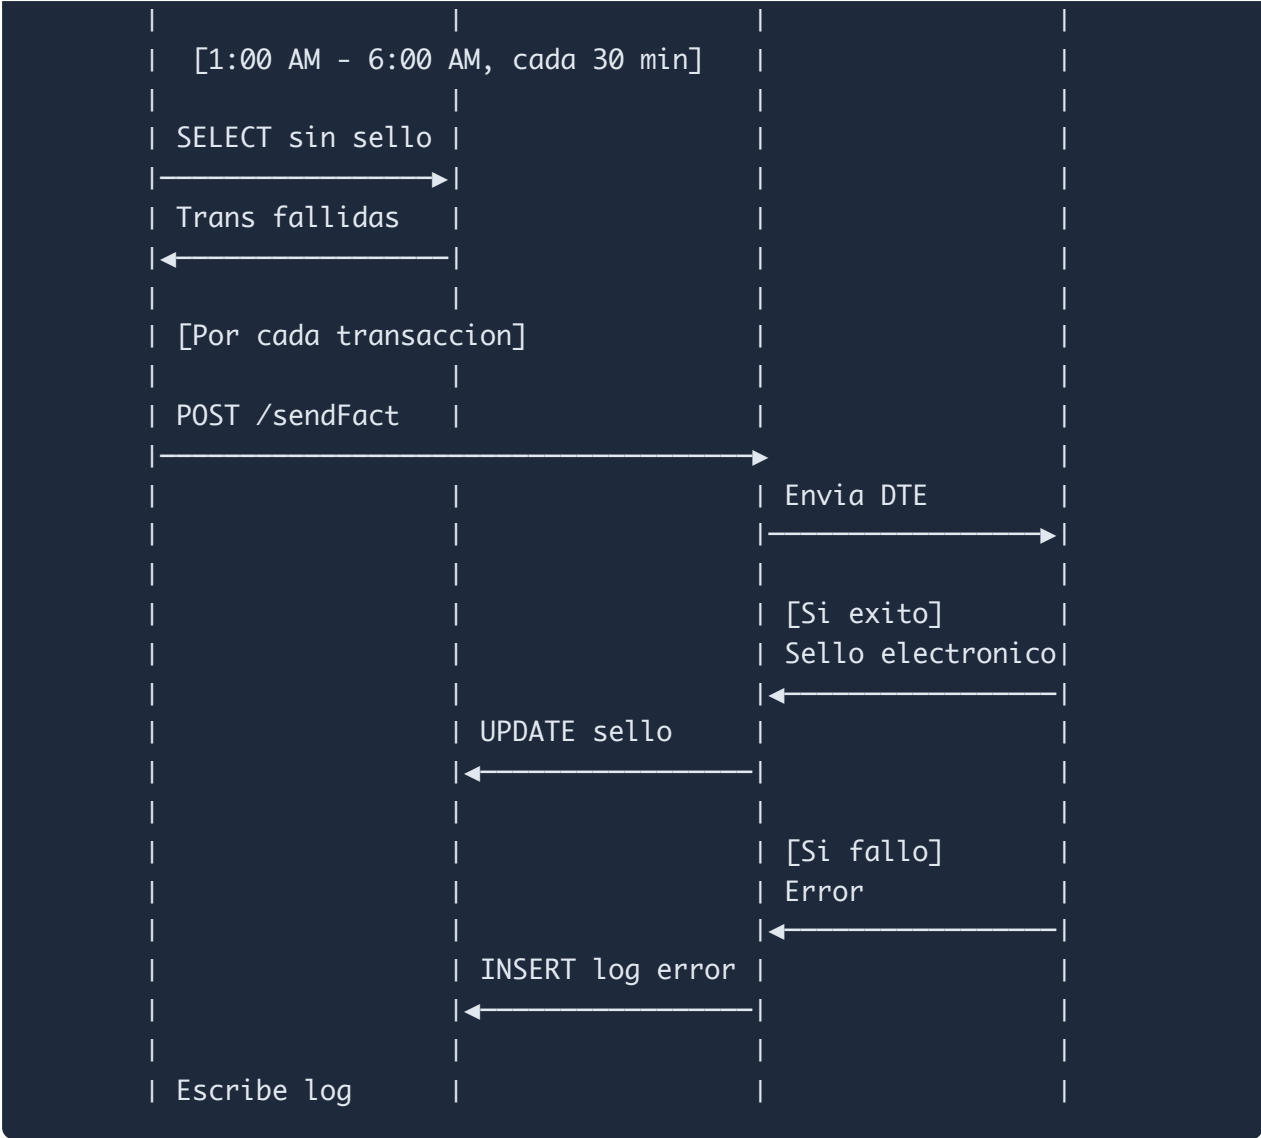 [1:00 AM - 6:00 AM, cada 30 min]
SELECT sin sello
Trans fallidas
[Por cada transaccion]
POST /sendFact
Envia DTE
[Si exito]
Sello electronico
UPDATE sello
[Si fallo]
Error
INSERT log error
Escribe log